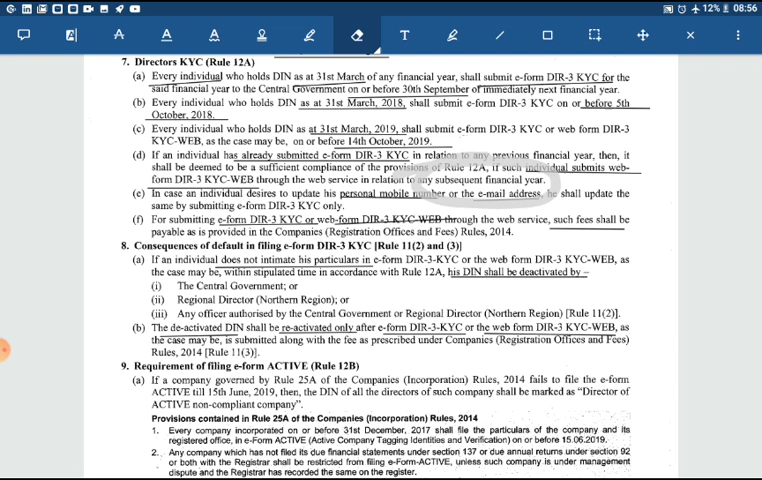 12% 08:56
7. Directors KYC (Rule 12A)
(a) Every individual who holds DIN as at 31st March of any financial year, shall submit e-form DIR-3 KYC for the
said financial year to the Central Government on or before 30th September of immediately next financial year.
(b) Every individual who holds DIN as at 31st March, 2018, shall submit e-form DIR-3 KYC on or before 5th
October, 2018.
(c) Every individual who holds DIN as at 31st March, 2019, shall submit e-form DIR-3 KYC or web form DIR-3
KYC-WEB, as the case may be, on or before 14th October, 2019.
(d) If an individual has already submitted e-form DIR-3 KYC in relation to any previous financial year, then, it
shall be deemed to be a sufficient compliance of the provisions of Rule 12A, if such individual submits web-
form DIR-3 KYC-WEB through the web service in relation to any subsequent financial year.
(e) In case an individual desires to update his personal mobile number or the e-mail address, he shall update the
same by submitting e-form DIR-3 KYC only.
(f) For submitting e-form DIR-3 KYC or web-form DIR-3 KYC-WEB through the web service, such fees shall be
payable as is provided in the Companies (Registration Offices and Fees) Rules, 2014.
8. Consequences of default in filing e-form DIR-3 KYC [Rule 11(2) and (3)]
(a) If an individual does not intimate his particulars in e-form DIR-3-KYC or the web form DIR-3 KYC-WEB, as
the case may be, within stipulated time in accordance with Rule 12A, his DIN shall be deactivated by –
(i) The Central Government; or
(ii) Regional Director (Northern Region); or
(iii) Any officer authorised by the Central Government or Regional Director (Northern Region) [Rule 11(2)].
(b) The de-activated DIN shall be re-activated only after e-form DIR-3-KYC or the web form DIR-3 KYC-WEB, as
the case may be, is submitted along with the fee as prescribed under Companies (Registration Offices and Fees)
Rules, 2014 [Rule 11(3)].
9. Requirement of filing e-form ACTIVE (Rule 12B)
(a) If a company governed by Rule 25A of the Companies (Incorporation) Rules, 2014 fails to file the e-form
ACTIVE till 15th June, 2019, then, the DIN of all the directors of such company shall be marked as “Director of
ACTIVE non-compliant company”.
Provisions contained in Rule 25A of the Companies (Incorporation) Rules, 2014
1. Every company incorporated on or before 31st December, 2017 shall file the particulars of the company and its
registered office, in e-Form ACTIVE (Active Company Tagging Identities and Verification) on or before 15.06.2019.
2. Any company which has not filed its due financial statements under section 137 or due annual returns under section 92
or both with the Registrar shall be restricted from filing e-Form-ACTIVE, unless such company is under management
dispute and the Registrar has recorded the same on the register.